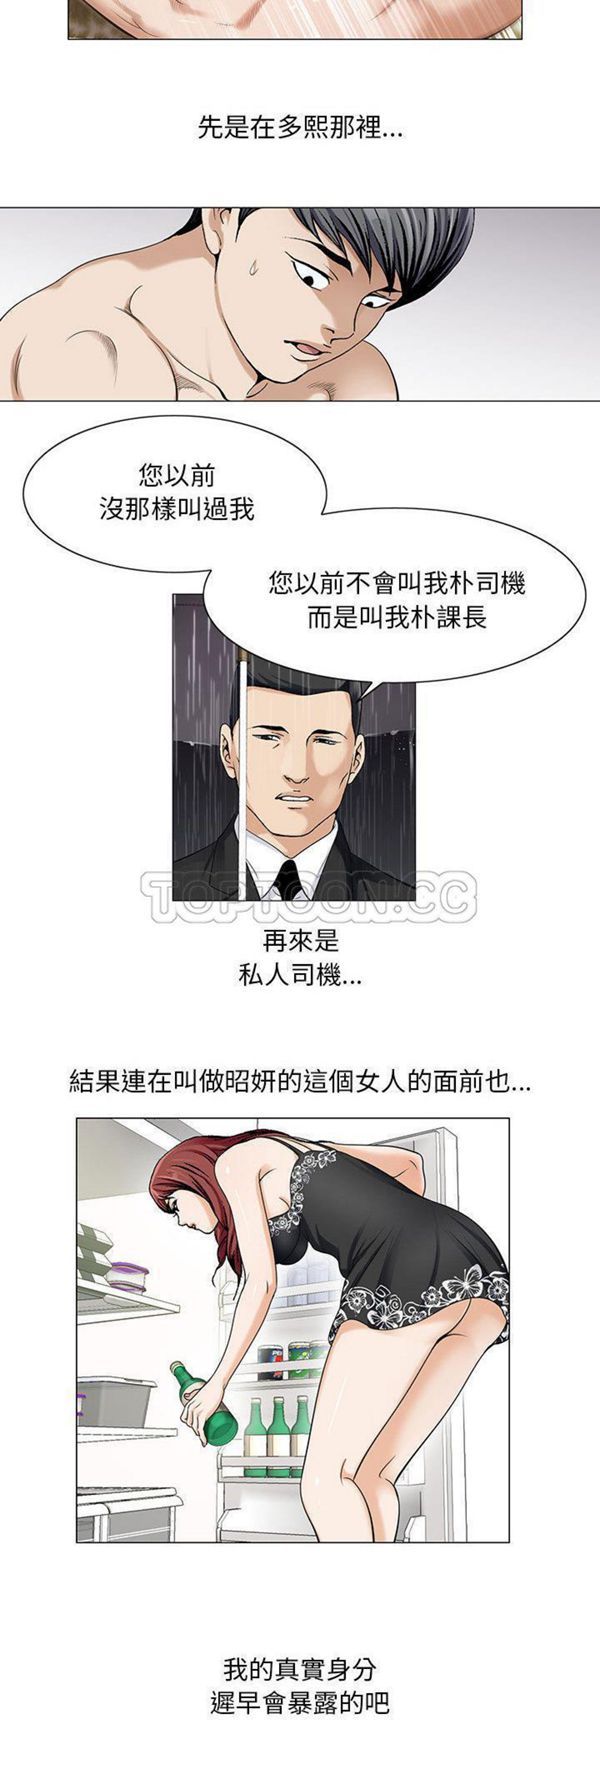 先是在多熙那裡...
您以前
沒那樣叫過我
您以前不會叫我朴司機
而是叫我朴課長
TOPTOON.CC
再來是
私人司機...
結果連在叫做昭妍的這個女人的面前也...
我的真實身分
遲早會暴露的吧